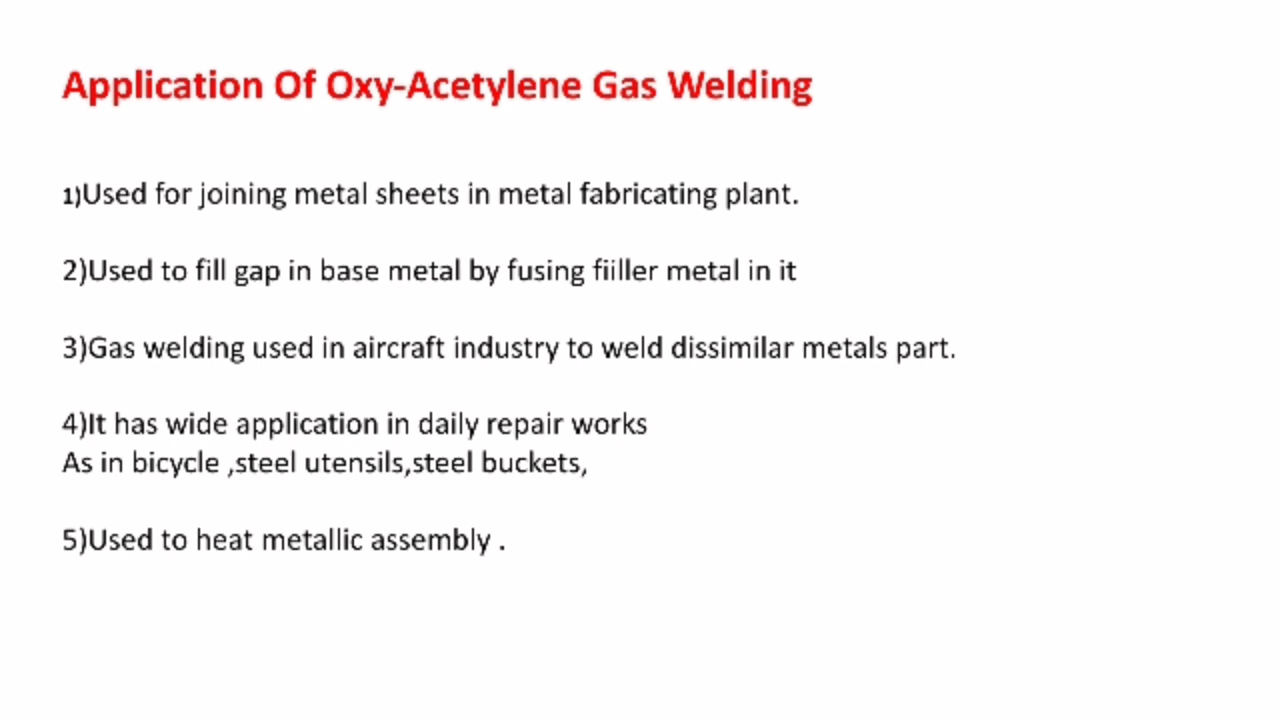 Application Of Oxy-Acetylene Gas Welding
1)Used for joining metal sheets in metal fabricating plant.
2)Used to fill gap in base metal by fusing fiiller metal in it
3)Gas welding used in aircraft industry to weld dissimilar metals part.
4)It has wide application in daily repair works
As in bicycle ,steel utensils,steel buckets,
5)Used to heat metallic assembly .